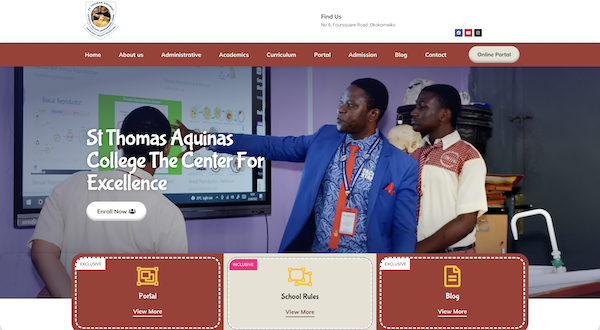 Find Us
No 6, Foursquare Road ,Okokomaiko
Home About us Administrative Academics Curriculum Portal Admission Blog Contact Online Portal
St Thomas Aquinas
College The Center For
Excellence
Enroll Now
EXCLUSIVE INCLUSIVE EXCLUSIVE
Portal School Rules Blog
View More View More View More